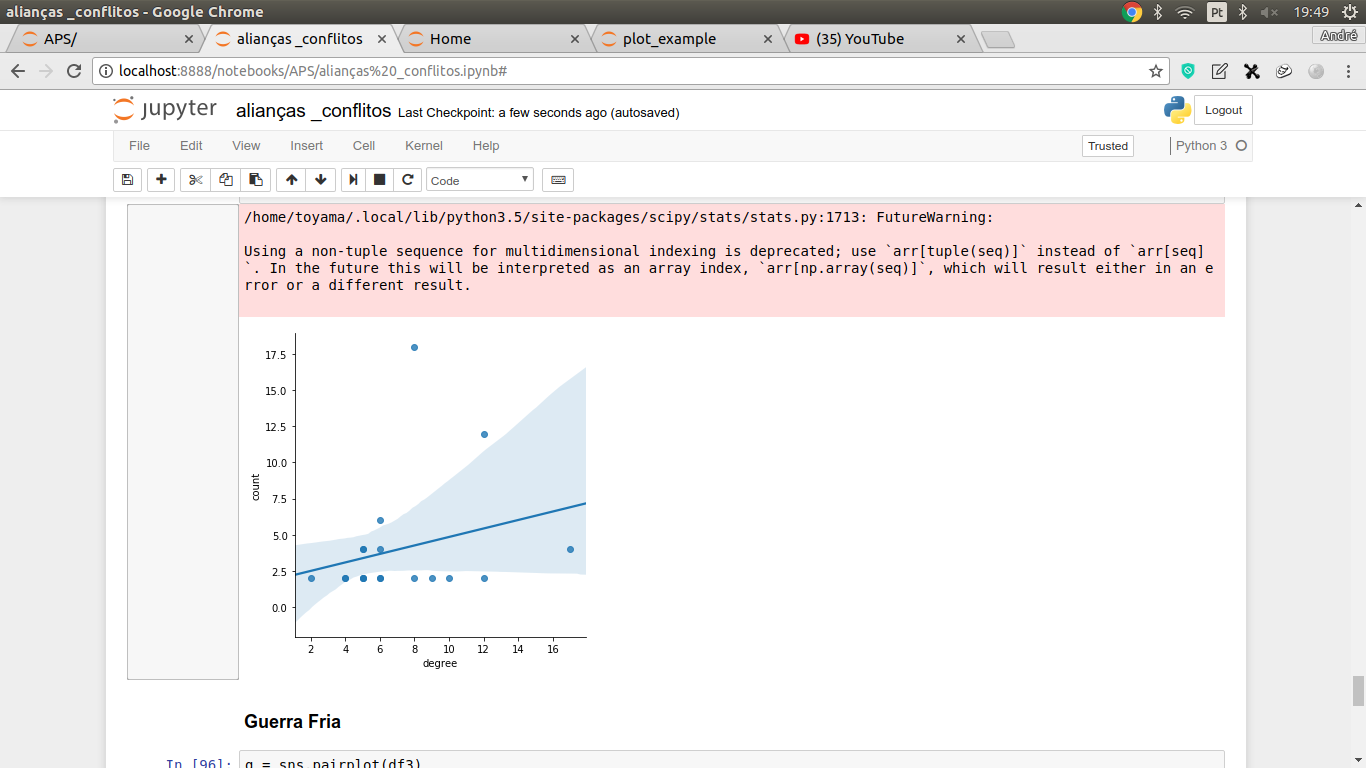 alianças _conflitos - Google Chrome
Pt
19:49
APS/
alianças _conflitos
Home
plot_example
(35) YouTube
André
localhost:8888/notebooks/APS/alianças%20_conflitos.ipynb#
jupyter
alianças _conflitos Last Checkpoint: a few seconds ago (autosaved)
Logout
File Edit View Insert Cell Kernel Help
Trusted
Python 3
Code
/home/toyama/.local/lib/python3.5/site-packages/scipy/stats/stats.py:1713: FutureWarning:
Using a non-tuple sequence for multidimensional indexing is deprecated; use `arr[tuple(seq)]` instead of `arr[seq]
`. In the future this will be interpreted as an array index, `arr[np.array(seq)]`, which will result either in an e
rror or a different result.
17.5
15.0
12.5
10.0
7.5
5.0
2.5
0.0
count
2 4 6 8 10 12 14 16
degree
Guerra Fria
In [96]: g = sns.pairplot(df3)